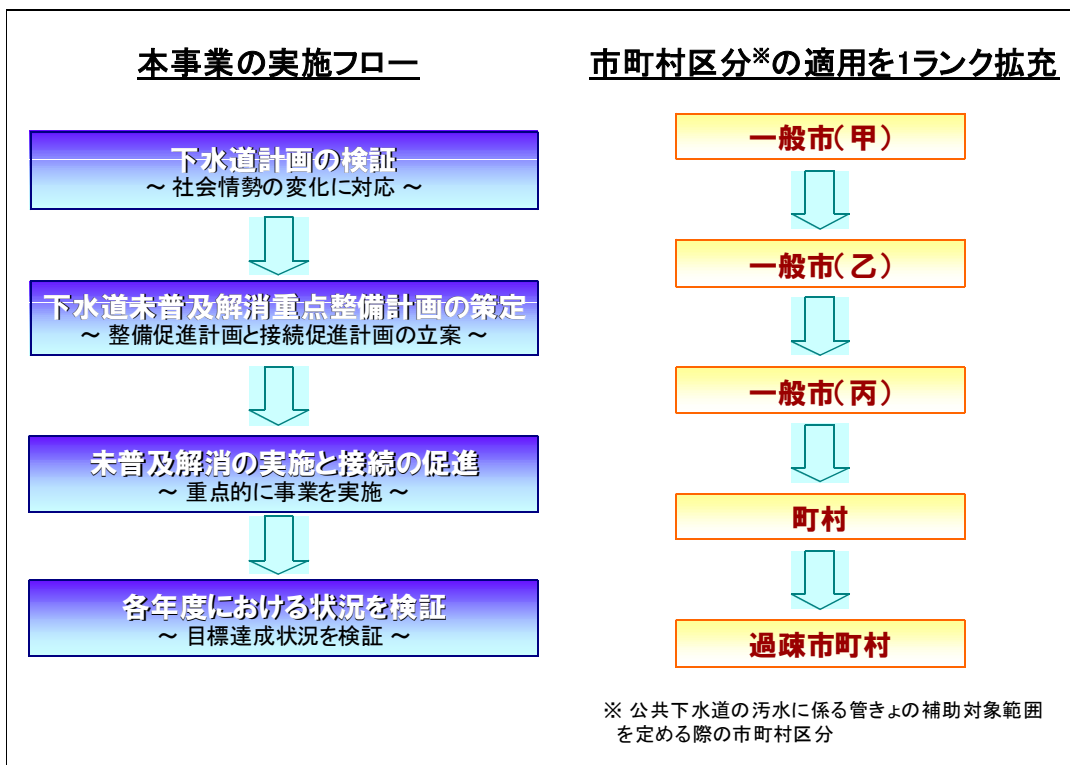 本事業の実施フロー
下水道計画の検証
～ 社会情勢の変化に対応 ～
下水道未普及解消重点整備計画の策定
～ 整備促進計画と接続促進計画の立案 ～
未普及解消の実施と接続の促進
～ 重点的に事業を実施 ～
各年度における状況を検証
～ 目標達成状況を検証 ～
市町村区分※の適用を1ランク拡充
一般市（甲）
一般市（乙）
一般市（丙）
町村
過疎市町村
※ 公共下水道の汚水に係る管きょの補助対象範囲
を定める際の市町村区分